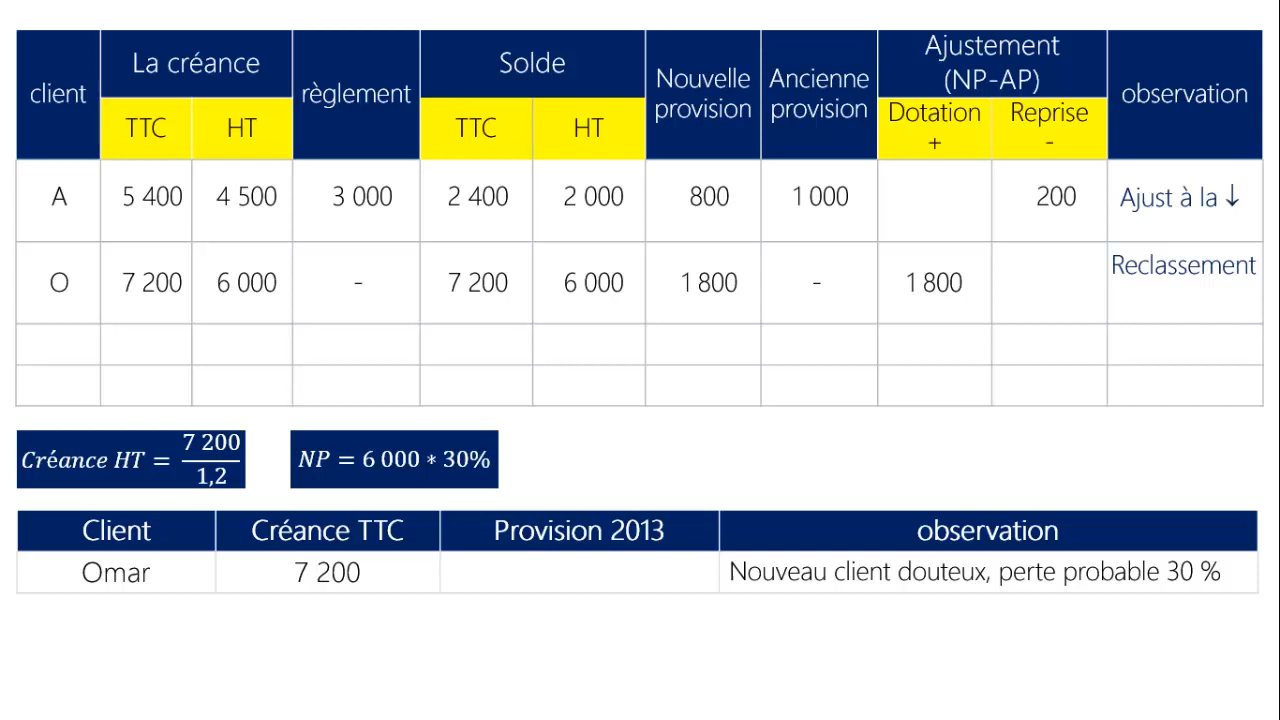 client
La créance
TTC
HT
règlement
Solde
TTC
HT
Nouvelle
provision
Ancienne
provision
Ajustement
(NP-AP)
Dotation
+
Reprise
-
observation
A 5 400 4 500 3 000 2 400 2 000 800 1 000 200 Ajust à la ↓
O 7 200 6 000 - 7 200 6 000 1 800 - 1 800 Reclassement
Créance HT = 7 200 / 1,2
NP = 6 000 * 30%
Client Créance TTC Provision 2013 observation
Omar 7 200 Nouveau client douteux, perte probable 30 %